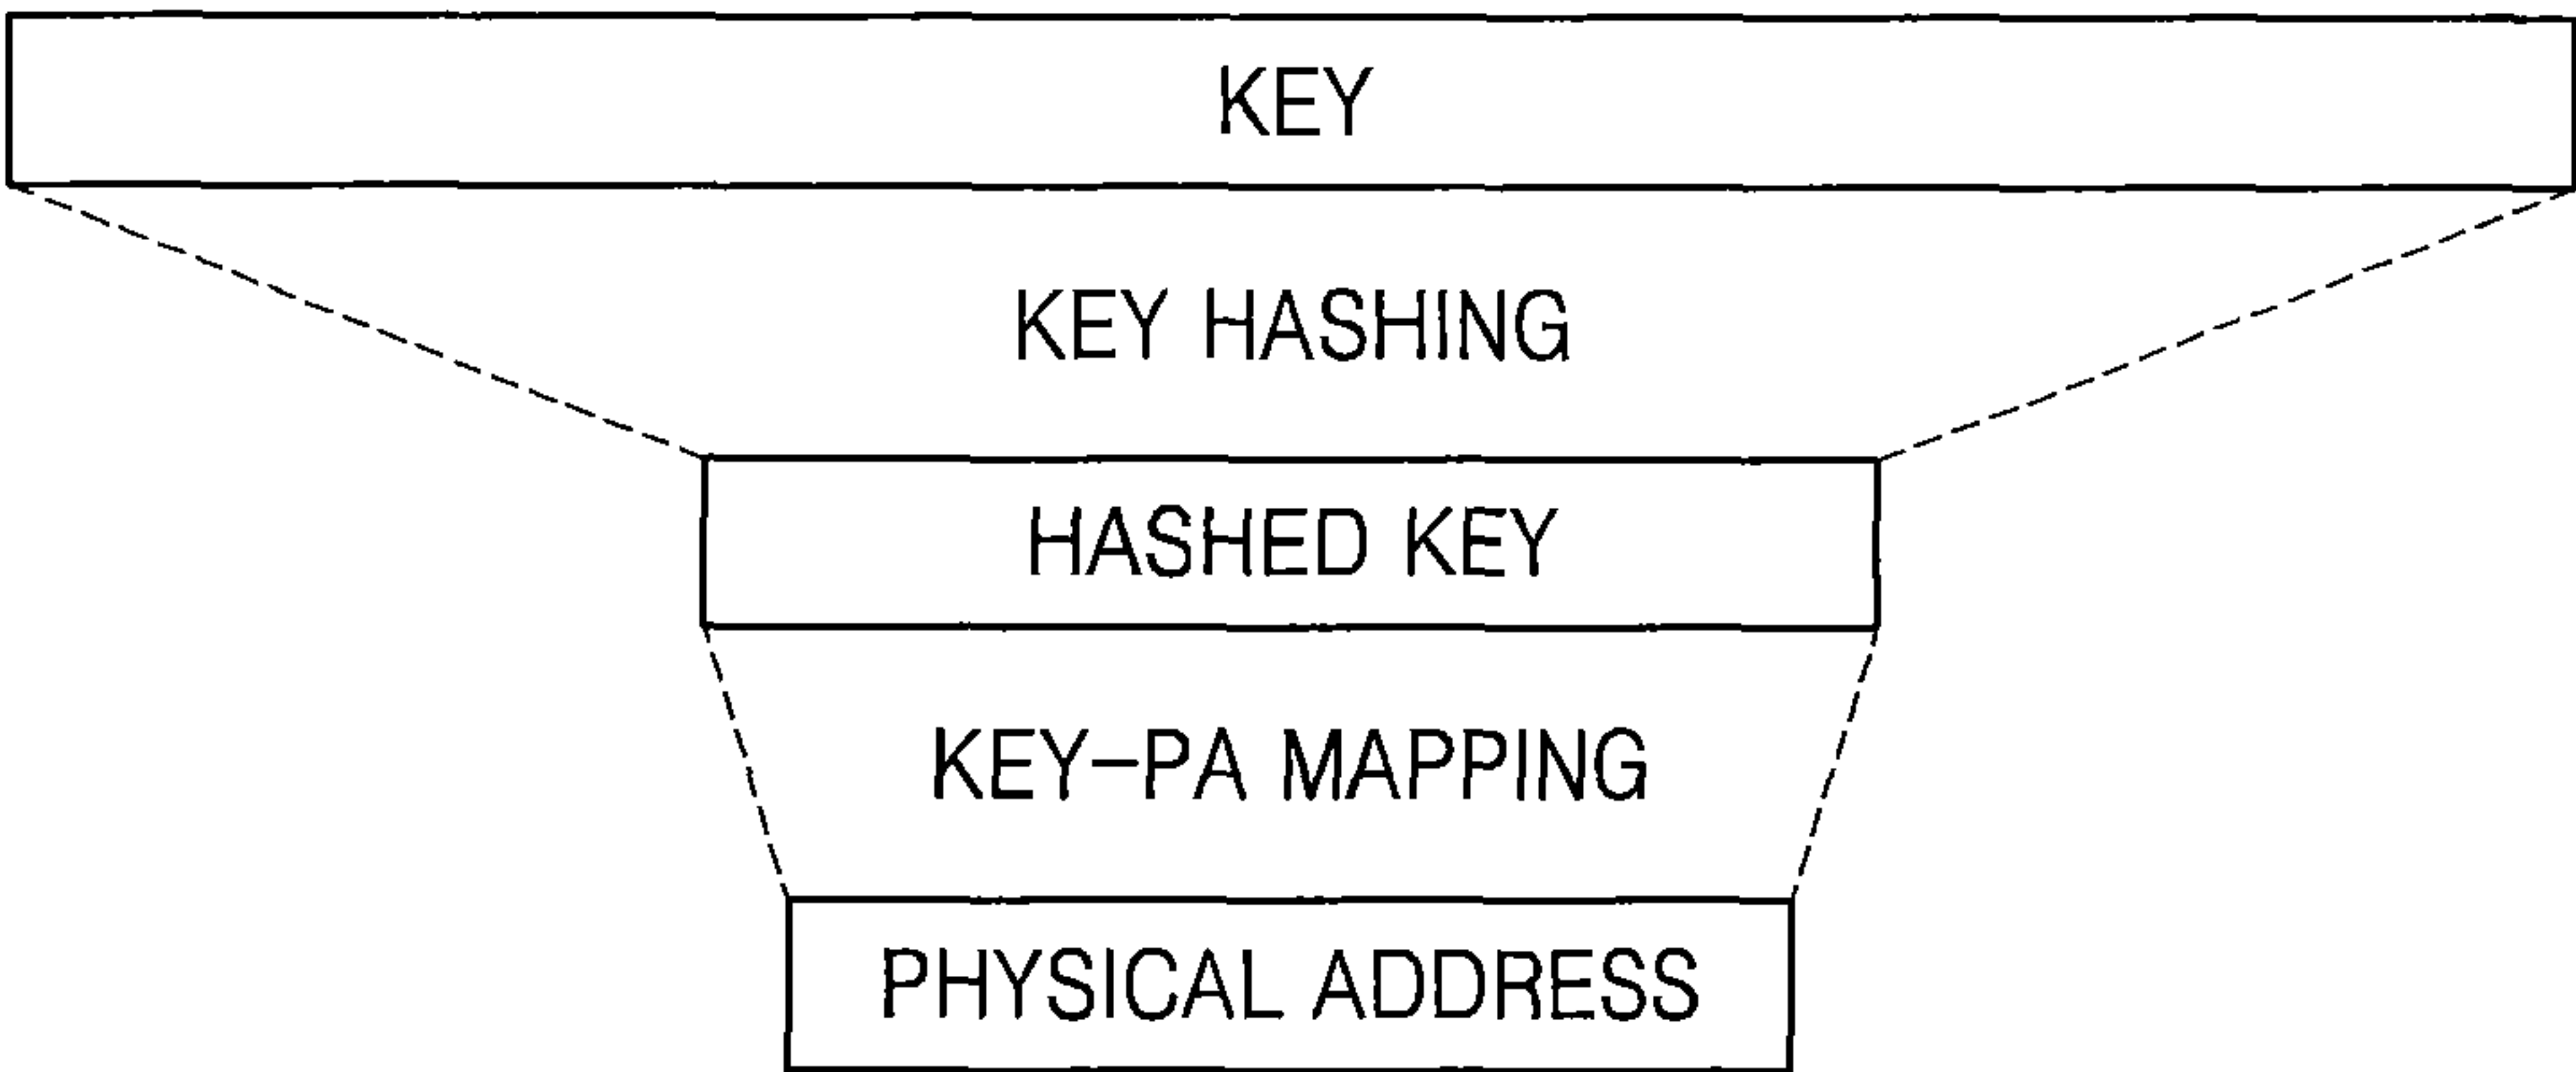 KEY
KEY HASHING
HASHED KEY
KEY-PA MAPPING
PHYSICAL ADDRESS